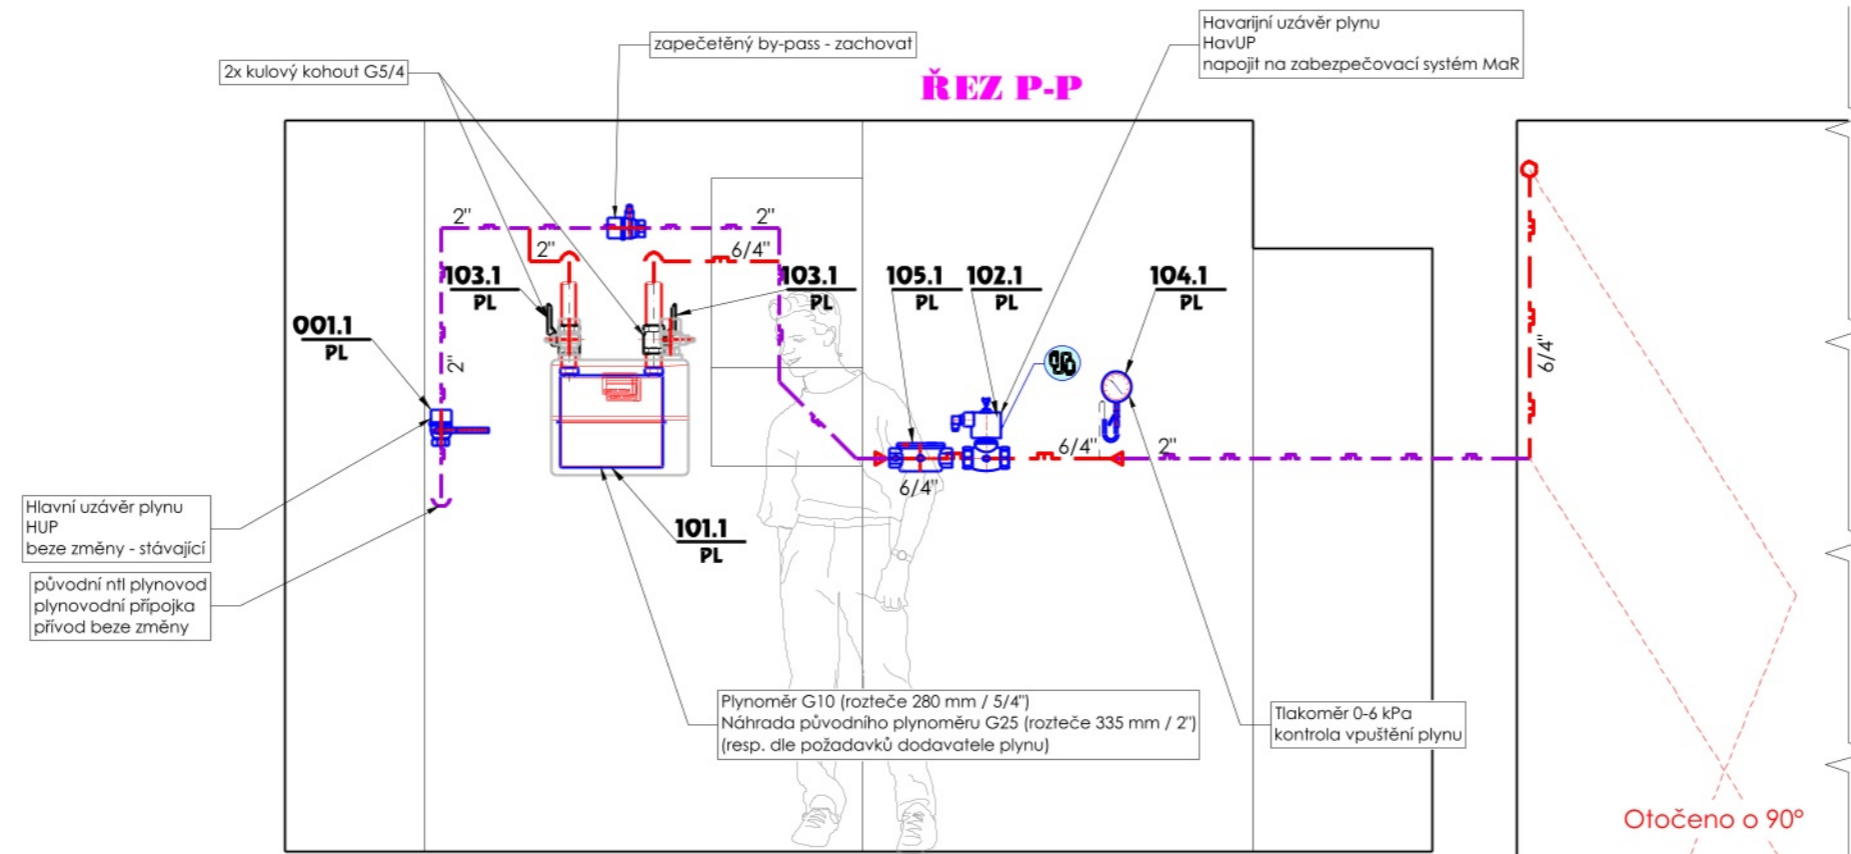 Havarijní uzávěr plynu
HavUP
napojit na zabezpečovací systém MaR
zapečetěný by-pass - zachovat
2x kulový kohout G5/4
ŘEZ P-P
2"
2"
2"
6/4"
103.1
PL
103.1
PL
105.1
PL
102.1
PL
104.1
PL
001.1
PL
2"
6/4"
6/4"
2"
6/4"
101.1
PL
Hlavní uzávěr plynu
HUP
beze změny - stávající
původní ntl plynovod
plynovodní přípojka
přívod beze změny
Plynoměr G10 (rozteče 280 mm / 5/4")
Náhrada původního plynoměru G25 (rozteče 335 mm / 2")
(resp. dle požadavků dodavatele plynu)
Tlakoměr 0-6 kPa
kontrola vpuštění plynu
Otočeno o 90°